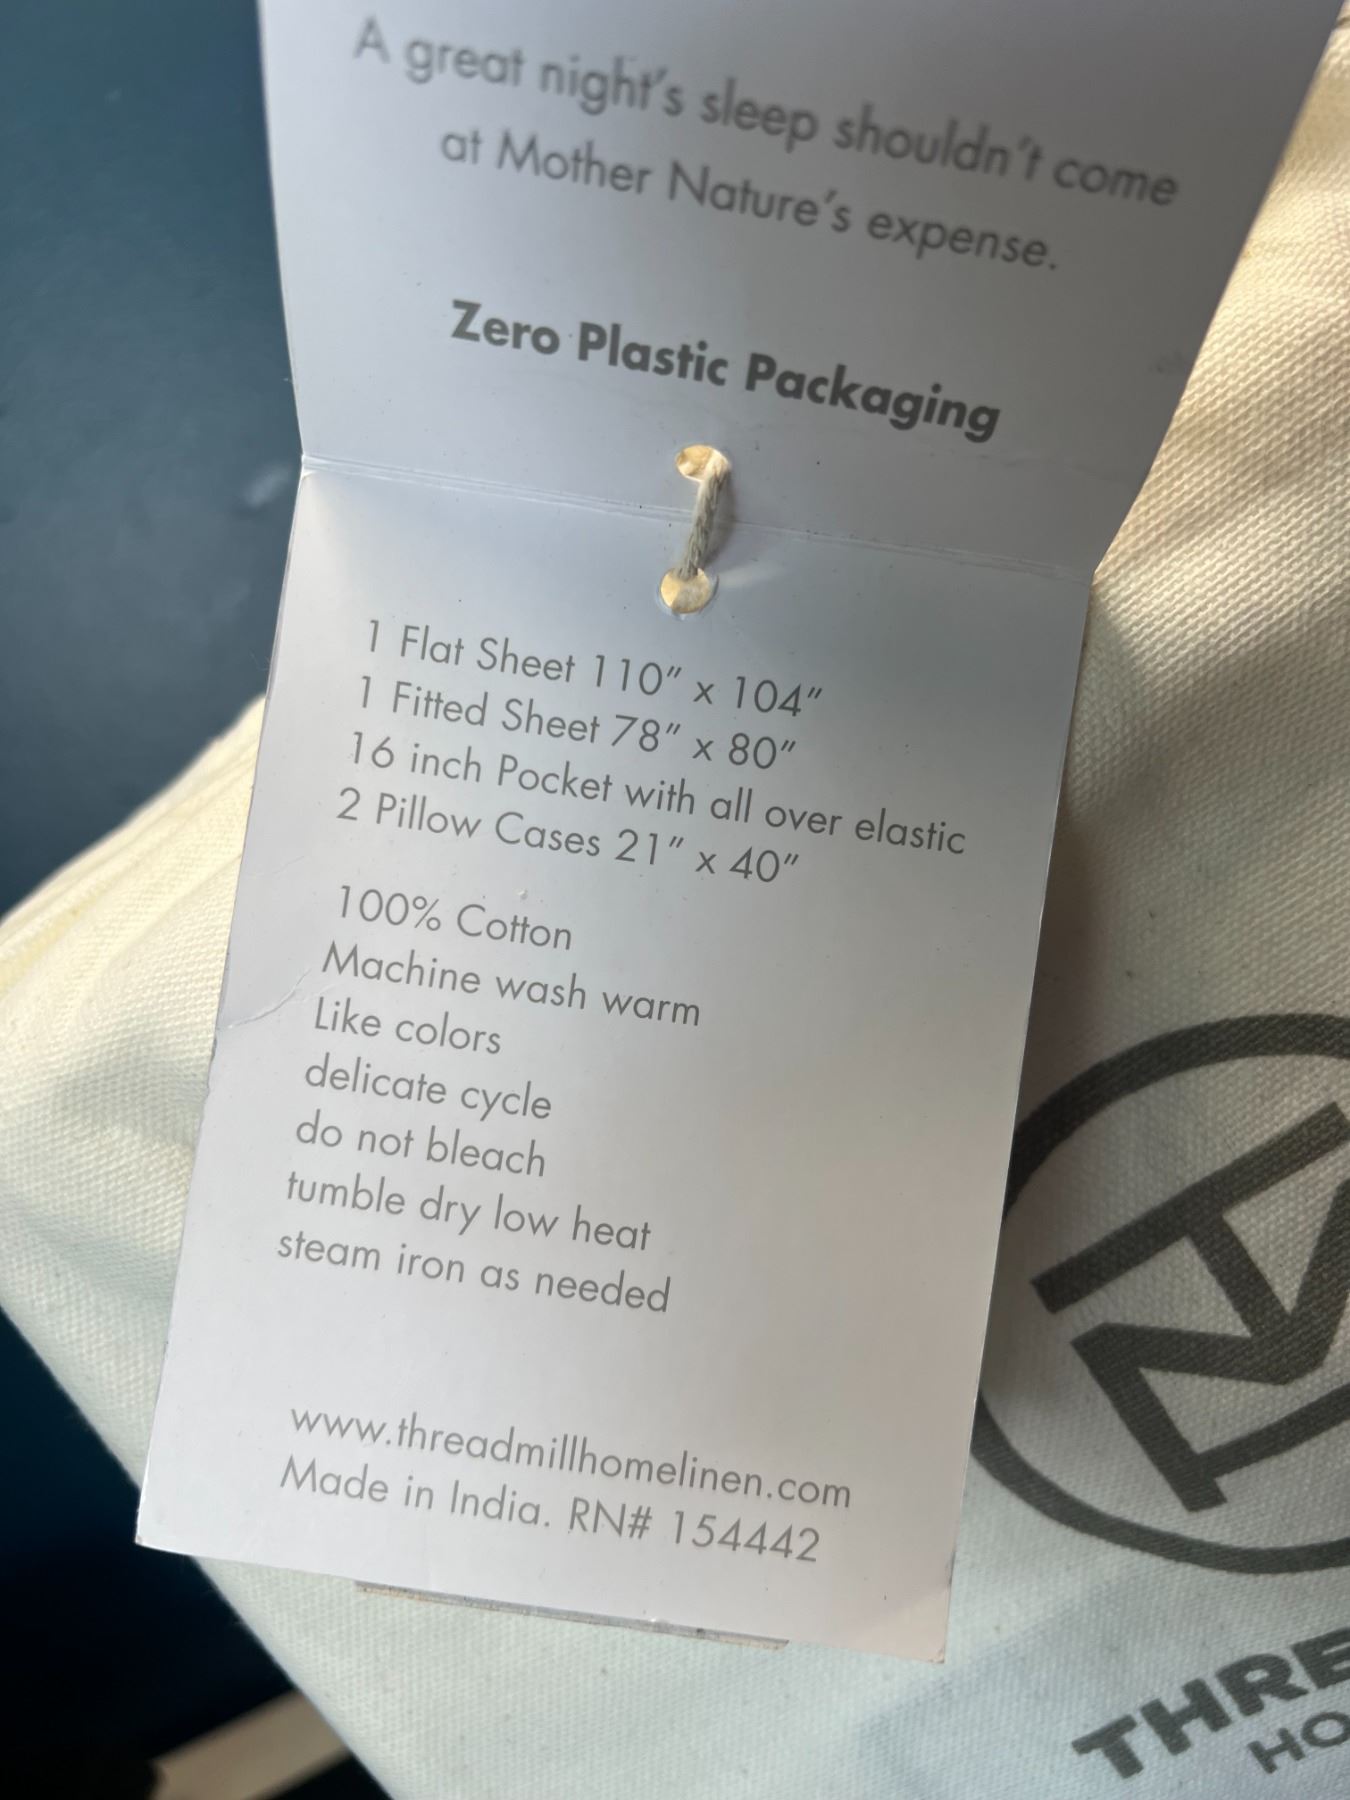 A great night's sleep shouldn't come
at Mother Nature's expense.
Zero Plastic Packaging
1 Flat Sheet 110" x 104"
1 Fitted Sheet 78" x 80"
16 inch Pocket with all over elastic
2 Pillow Cases 21" x 40"
100% Cotton
Machine wash warm
Like colors
delicate cycle
do not bleach
tumble dry low heat
steam iron as needed
www.threadmillhomelinen.com
Made in India. RN# 154442
THRE
HO